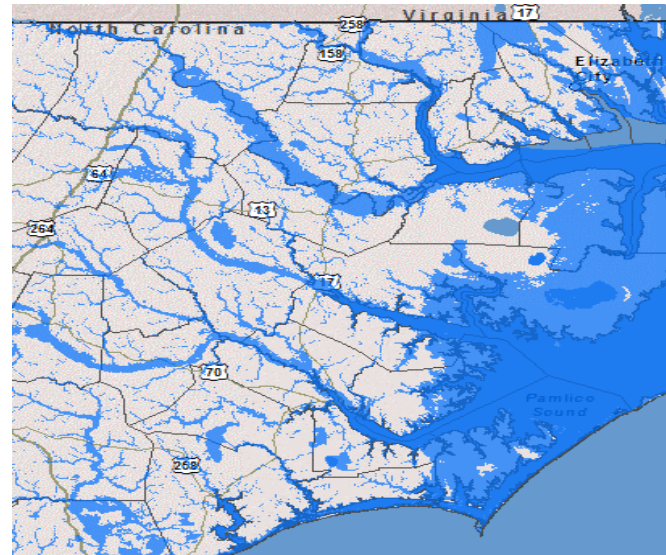 Virginia
17
North Carolina
258
158
Elizabeth
City
64
13
264
17
70
Pamlico
Sound
258